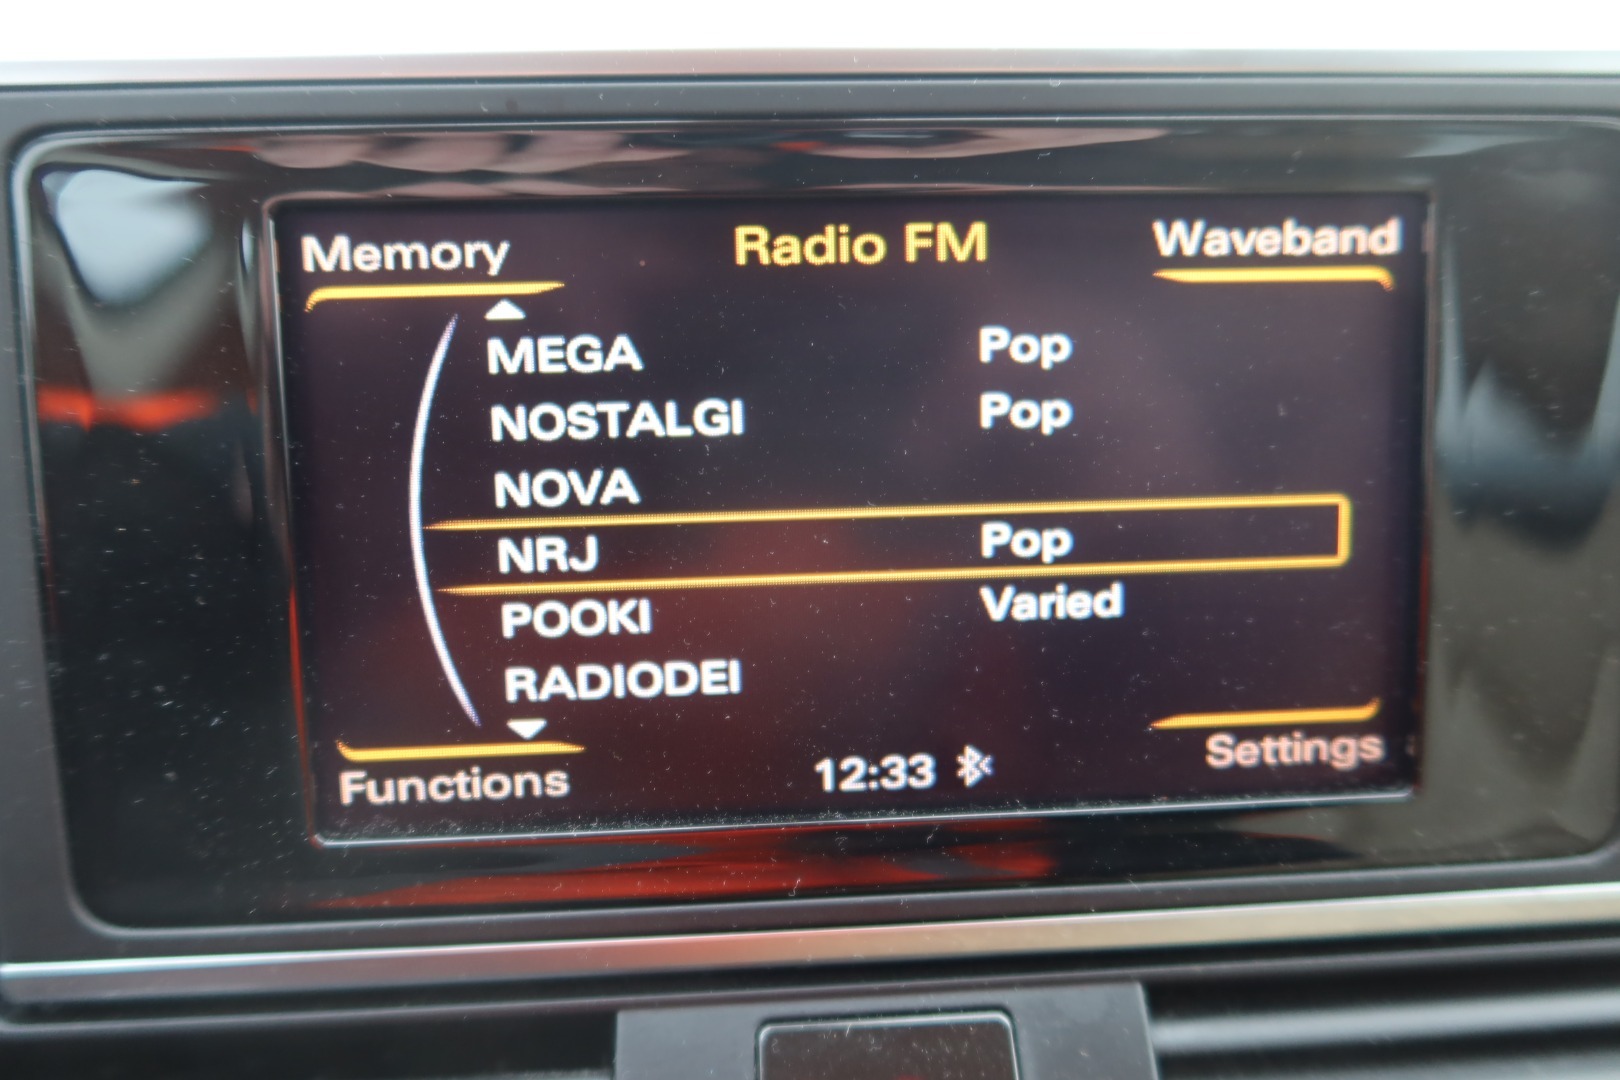 Memory Radio FM Waveband
MEGA Pop
NOSTALGI Pop
NOVA
NRJ Pop
POOKI Varied
RADIODEI
Functions 12:33 Settings